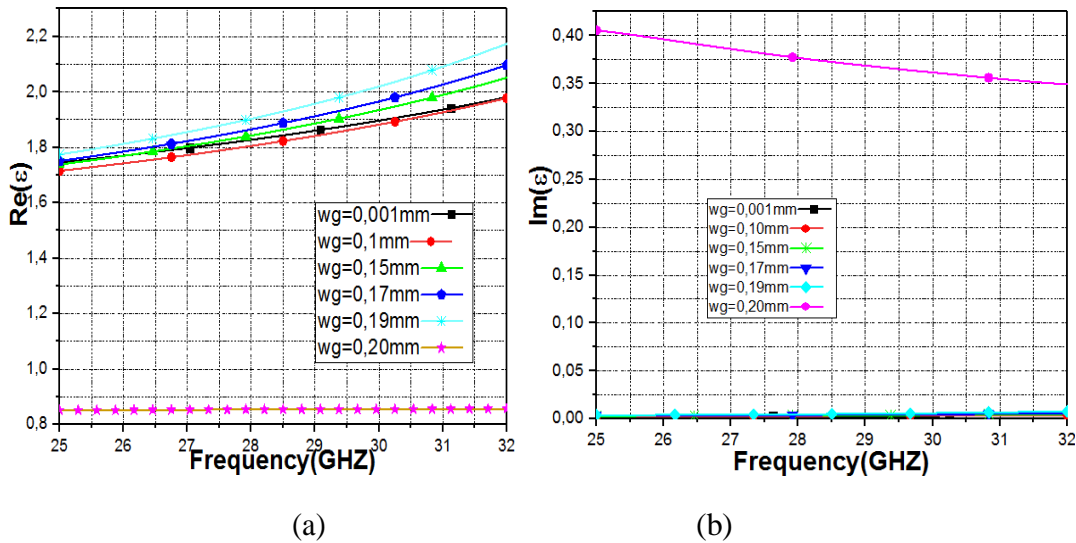 2,2
2,0
1,8
1,6
1,4
1,2
1,0
0,8
Re(ε)
wg=0,001mm
wg=0,1mm
wg=0,15mm
wg=0,17mm
wg=0,19mm
wg=0,20mm
25 26 27 28 29 30 31 32
Frequency(GHZ)
(a)
0,40
0,35
0,30
0,25
0,20
0,15
0,10
0,05
0,00
Im(ε)
wg=0,001mm
wg=0,10mm
wg=0,15mm
wg=0,17mm
wg=0,19mm
wg=0,20mm
25 26 27 28 29 30 31 32
Frequency(GHZ)
(b)